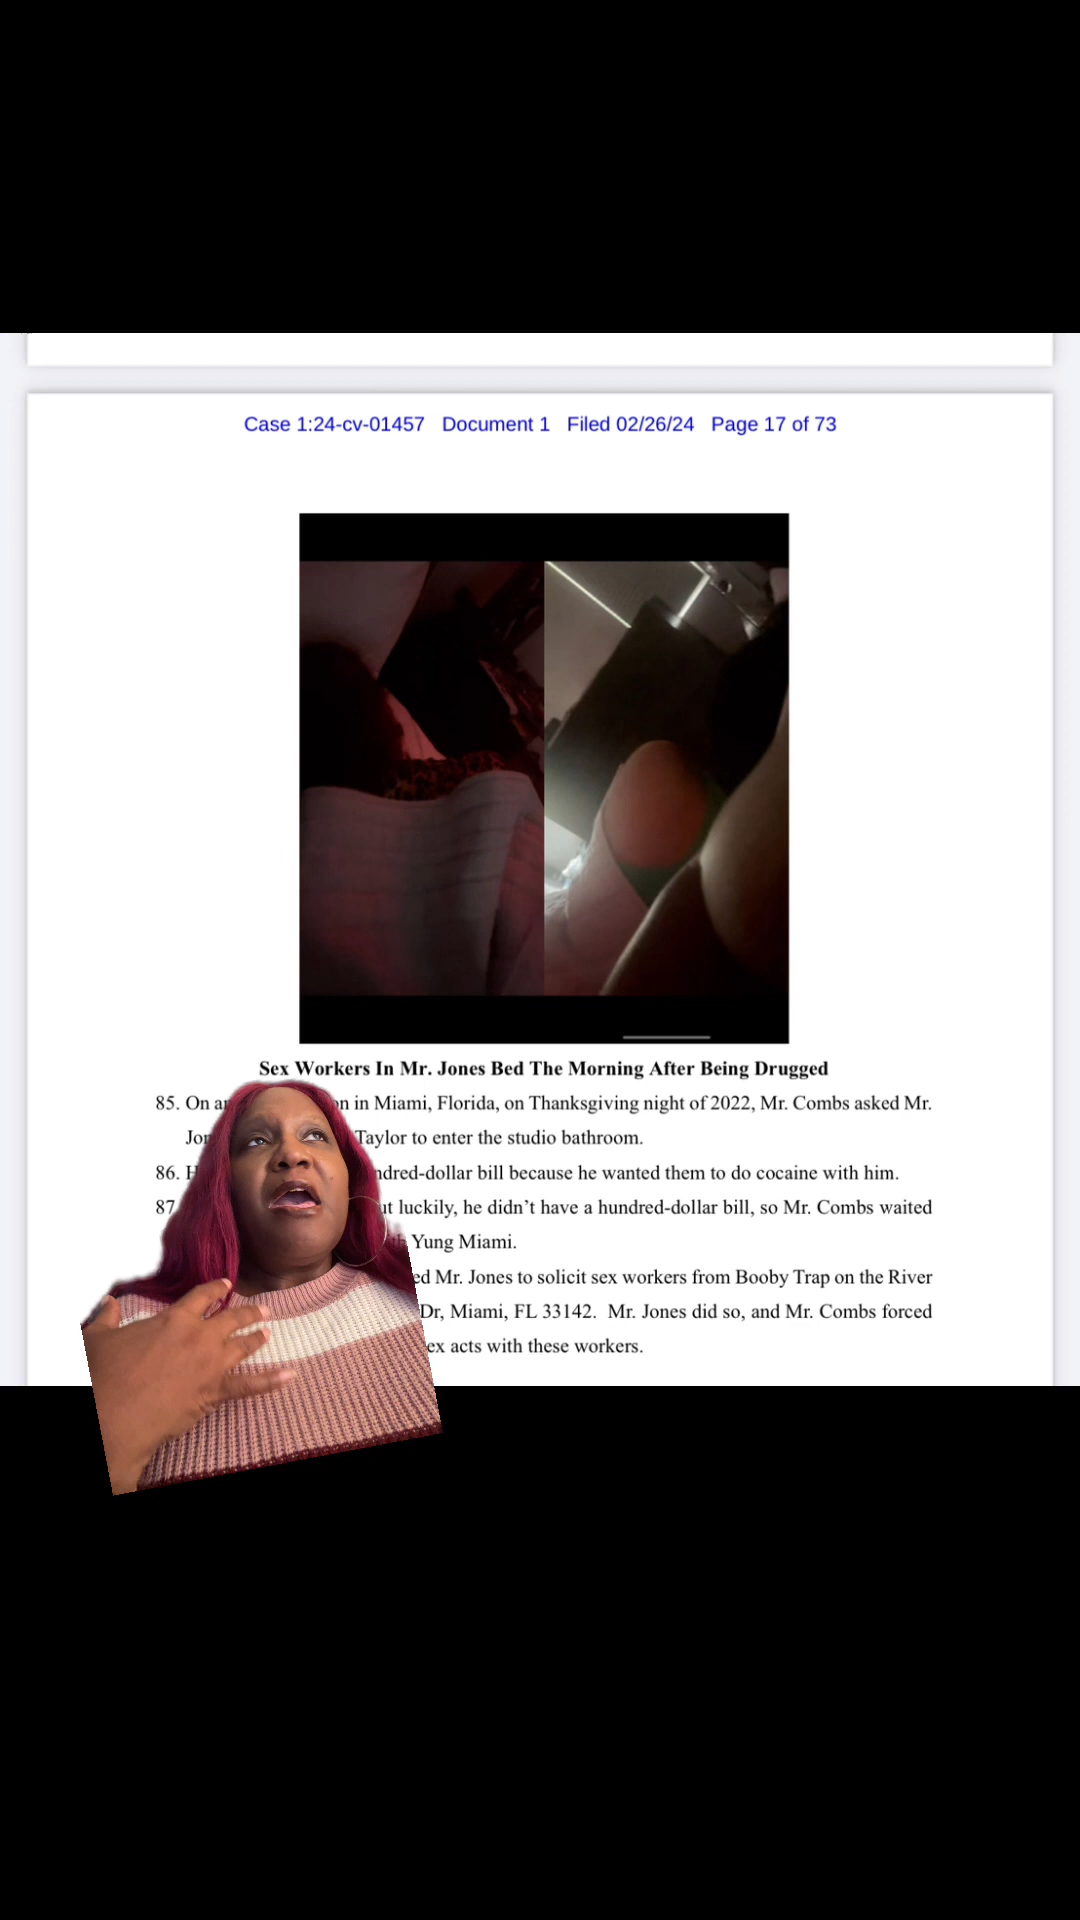 Case 1:24-cv-01457 Document 1 Filed 02/26/24 Page 17 of 73
Sex Workers In Mr. Jones Bed The Morning After Being Drugged
85. On in Miami, Florida, on Thanksgiving night of 2022, Mr. Combs asked Mr.
Taylor to enter the studio bathroom.
86. bill because he wanted them to do cocaine with him.
87 luckily, he didn't have a hundred-dollar bill, so Mr. Combs waited
Yung Miami.
Mr. Jones to solicit sex workers from Booby Trap on the River
Dr, Miami, FL 33142. Mr. Jones did so, and Mr. Combs forced
acts with these workers.